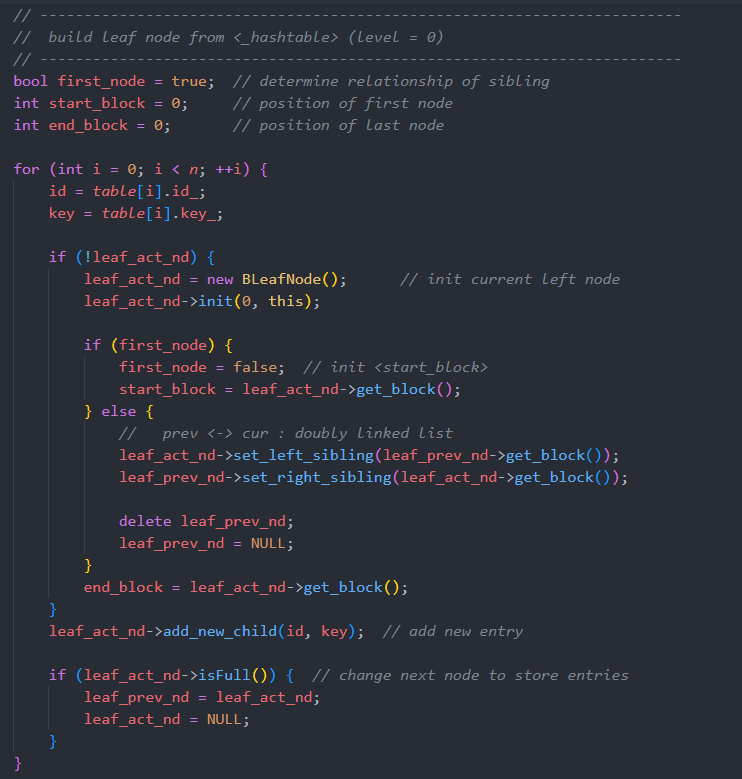 // -------------------------------------------------------------------------
//  build leaf node from <_hashtable> (level = 0)
// -------------------------------------------------------------------------
bool first_node = true;  // determine relationship of sibling
int start_block = 0;     // position of first node
int end_block = 0;       // position of last node

for (int i = 0; i < n; ++i) {
    id = table[i].id_;
    key = table[i].key_;

    if (!leaf_act_nd) {
        leaf_act_nd = new BLeafNode();      // init current left node
        leaf_act_nd->init(0, this);

        if (first_node) {
            first_node = false;  // init <start_block>
            start_block = leaf_act_nd->get_block();
        } else {
            //   prev <-> cur : doubly linked list
            leaf_act_nd->set_left_sibling(leaf_prev_nd->get_block());
            leaf_prev_nd->set_right_sibling(leaf_act_nd->get_block());

            delete leaf_prev_nd;
            leaf_prev_nd = NULL;
        }
        end_block = leaf_act_nd->get_block();
    }
    leaf_act_nd->add_new_child(id, key);  // add new entry

    if (leaf_act_nd->isFull()) {  // change next node to store entries
        leaf_prev_nd = leaf_act_nd;
        leaf_act_nd = NULL;
    }
}